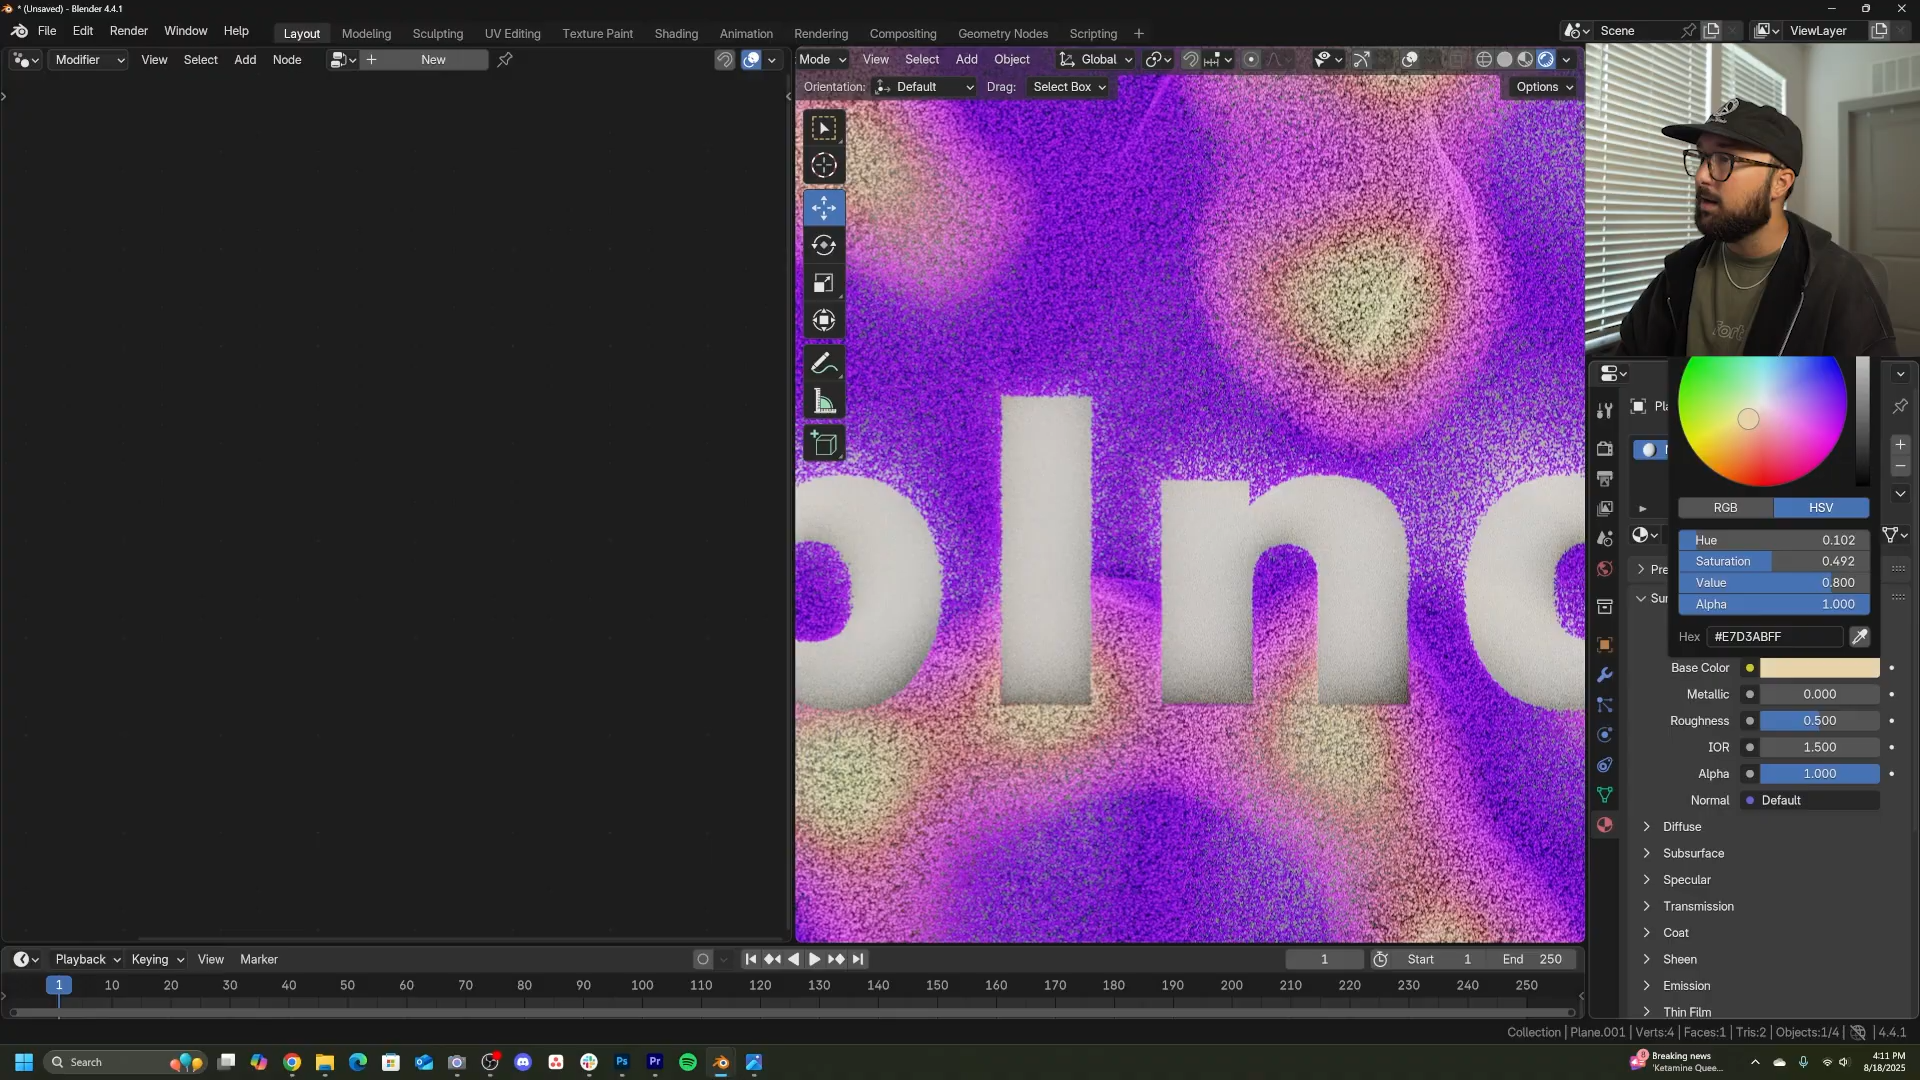 * (Unsaved) - Blender 4.4.1
File Edit Render Window Help Layout Modeling Sculpting UV Editing Texture Paint Shading Animation Rendering Compositing Geometry Nodes Scripting + Scene ViewLayer
Modifier View Select Add Node + New
Mode View Select Add Object Global
Orientation: Default Drag: Select Box Options
RGB HSV
Hue 0.102
Saturation 0.492
Value 0.800
Alpha 1.000
Hex #E7D3ABFF
Base Color
Metallic 0.000
Roughness 0.500
IOR 1.500
Alpha 1.000
Normal Default
Diffuse
Subsurface
Specular
Transmission
Coat
Sheen
Emission
Thin Film
Playback Keying View Marker 1 Start 1 End 250
1 10 20 30 40 50 60 70 80 90 100 110 120 130 140 150 160 170 180 190 200 210 220 230 240 250
Collection | Plane.001 | Verts:4 | Faces:1 | Tris:2 | Objects:1/4 | 4.4.1
Search
Breaking news
'Ketamine Quee...
4:11 PM
8/18/2025